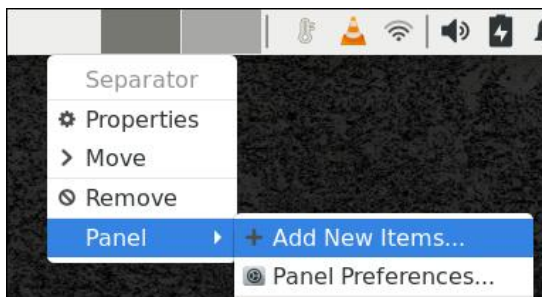 Separator
Properties
Move
Remove
Panel
Add New Items...
Panel Preferences...